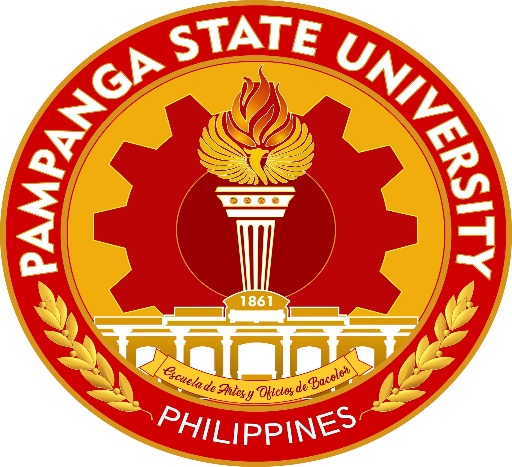 PAMPANGA STATE UNIVERSITY
1861
Escuela de Artes y Oficios de Bacolor
PHILIPPINES